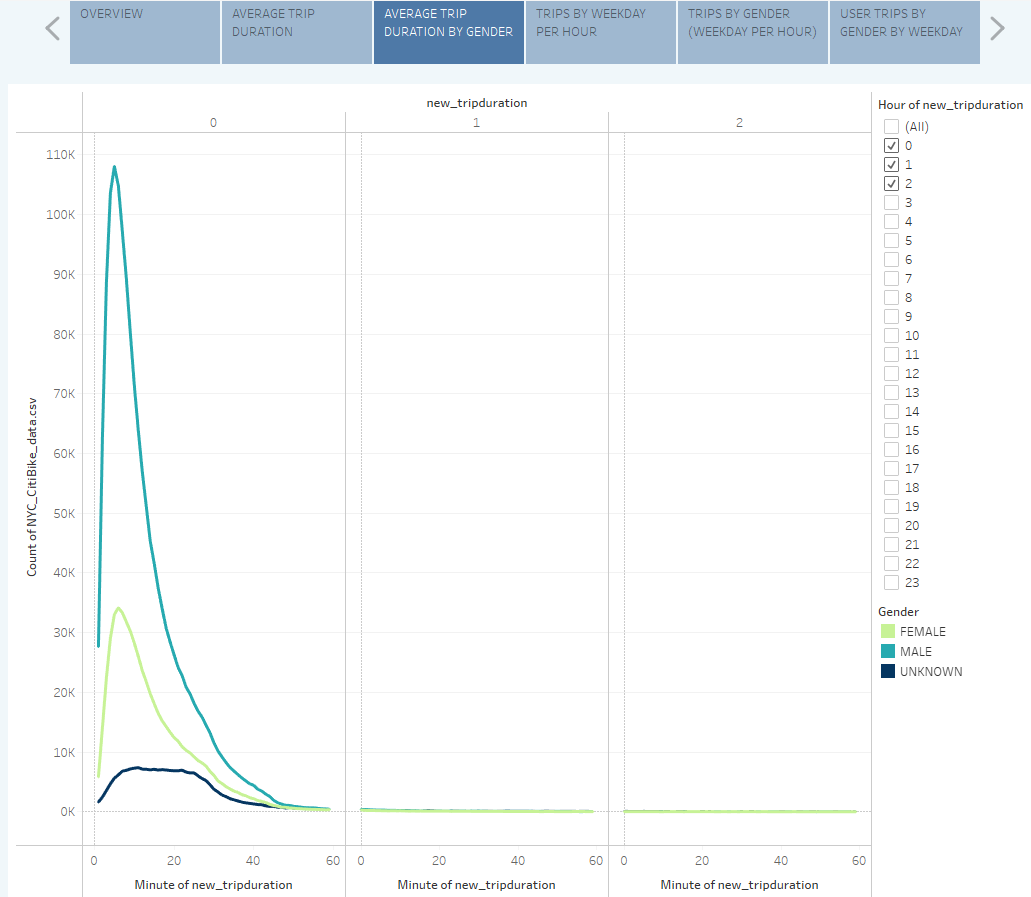 OVERVIEW
AVERAGE TRIP
DURATION
AVERAGE TRIP
DURATION BY GENDER
TRIPS BY WEEKDAY
PER HOUR
TRIPS BY GENDER
(WEEKDAY PER HOUR)
USER TRIPS BY
GENDER BY WEEKDAY
new_tripduration
0 1 2
Count of NYC_CitiBike_data.csv
110K
100K
90K
80K
70K
60K
50K
40K
30K
20K
10K
0K
0 20 40 60 0 20 40 60 0 20 40 60
Minute of new_tripduration Minute of new_tripduration Minute of new_tripduration
Hour of new_tripduration
(All)
0
1
2
3
4
5
6
7
8
9
10
11
12
13
14
15
16
17
18
19
20
21
22
23
Gender
FEMALE
MALE
UNKNOWN